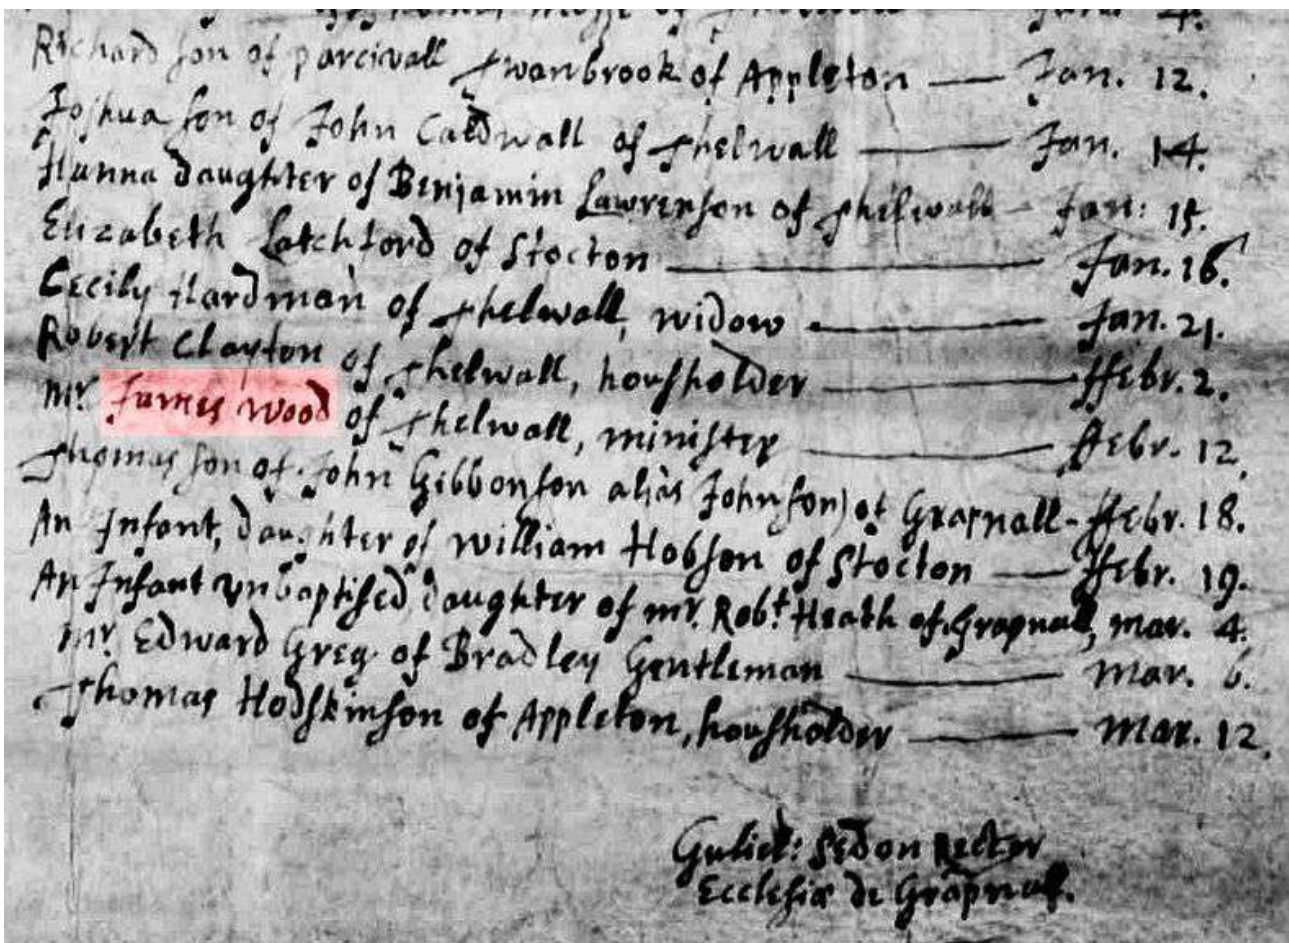 Richard son of Parcivall Swanbrook of Appleton — Jan. 12.
Joshua son of John Caldwall of Thelwall — Jan. 14.
Hanna daughter of Benjamin Lawrenson of Thelwall — Jan: 15.
Elizabeth Latchford of Stocton — Jan. 16.
Cecily Hardman of Thelwall, widow — Jan. 21.
Robert Clayton of Thelwall, housholder — ffebr. 2.
Mr. James Wood of Thelwall, minister — ffebr. 12.
Thomas son of John Gibbonson alias Johnson) of Grapnall - ffebr. 18.
An Infant, daughter of William Hobson of Stocton — ffebr. 19.
An Infant unbaptised, daughter of Mr. Robt. Heath of Grapnall, Mar. 4.
Mr. Edward Greg of Bradley Gentleman — Mar. 6.
Thomas Hodskinson of Appleton, housholder — Mar. 12.
Guliel: Sedon Rector
Ecclesiæ de Grapnall.